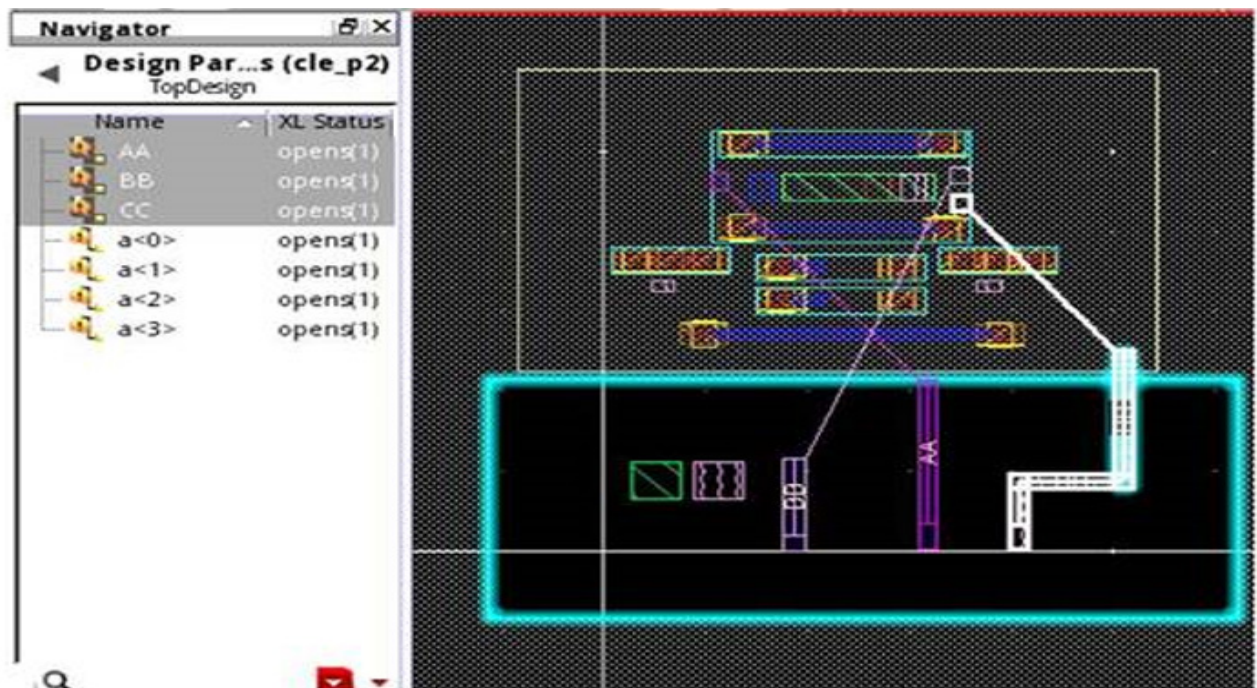 Navigator
Design Par...s (cle_p2)
TopDesign
Name XL Status
AA opens(1)
BB opens(1)
CC opens(1)
a<0> opens(1)
a<1> opens(1)
a<2> opens(1)
a<3> opens(1)
AA